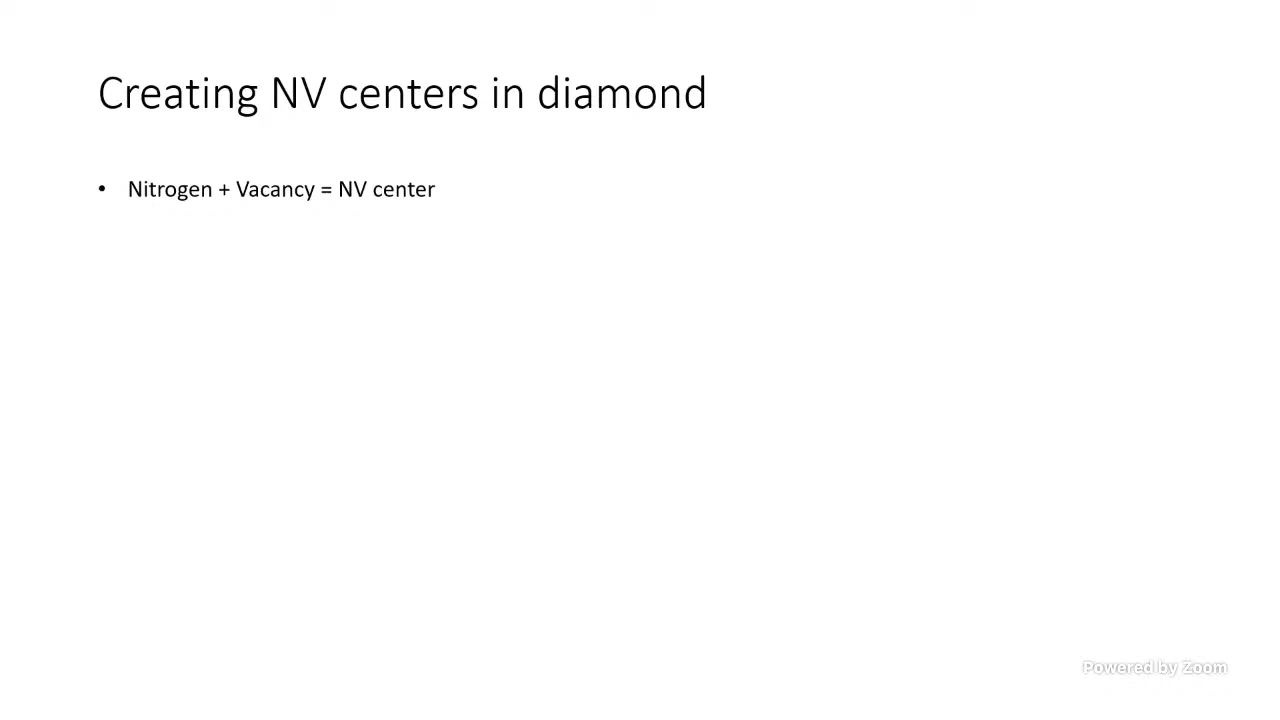 Creating NV centers in diamond
• Nitrogen + Vacancy = NV center
Powered by Zoom